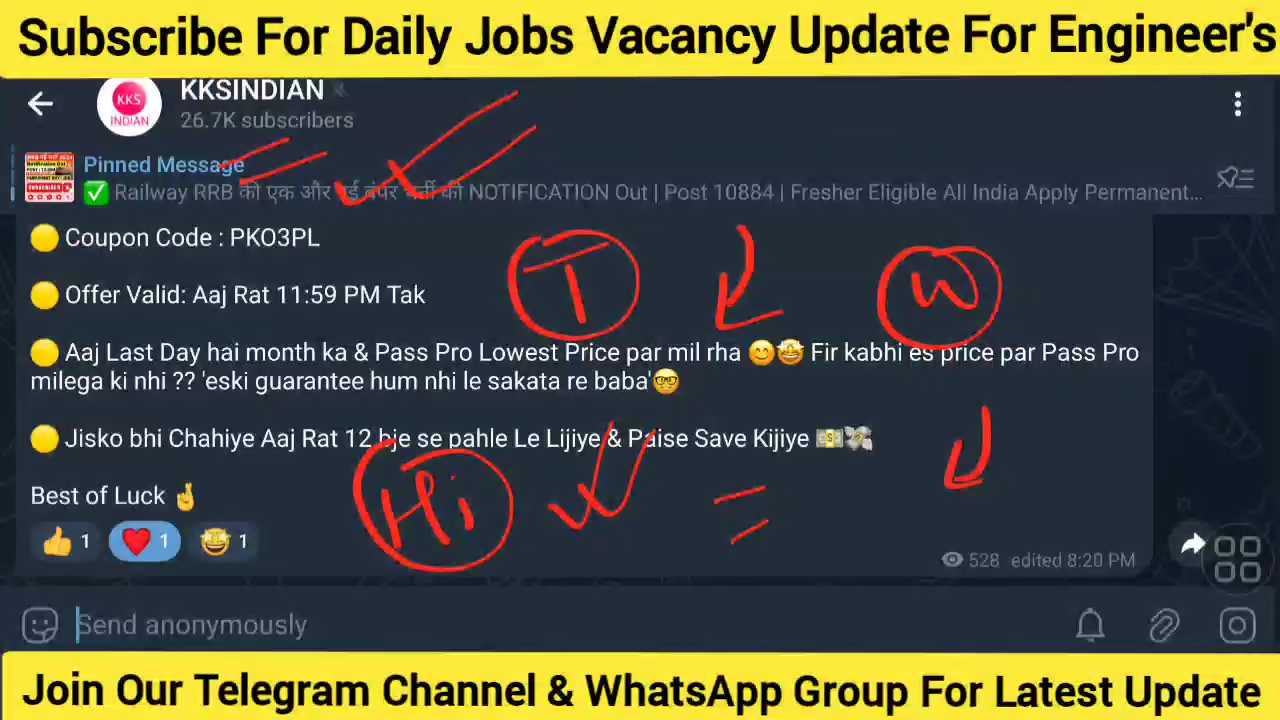 Subscribe For Daily Jobs Vacancy Update For Engineer's
KKSINDIAN
KKS
INDIAN
26.7K subscribers
Pinned Message
✅ Railway RRB की एक और नई बंपर भर्ती की NOTIFICATION Out | Post 10884 | Fresher Eligible All India Apply Permanent...
🟡 Coupon Code : PKO3PL
T
W
🟡 Offer Valid: Aaj Rat 11:59 PM Tak
🟡 Aaj Last Day hai month ka & Pass Pro Lowest Price par mil rha 😊🤩 Fir kabhi es price par Pass Pro
milega ki nhi ?? 'eski guarantee hum nhi le sakata re baba'🤓
🟡 Jisko bhi Chahiye Aaj Rat 12 bje se pahle Le Lijiye & Paise Save Kijiye 💵💸
Hi
Best of Luck 🤞
👍 1 ❤️ 1 🤩 1
528 edited 8:20 PM
Send anonymously
Join Our Telegram Channel & WhatsApp Group For Latest Update